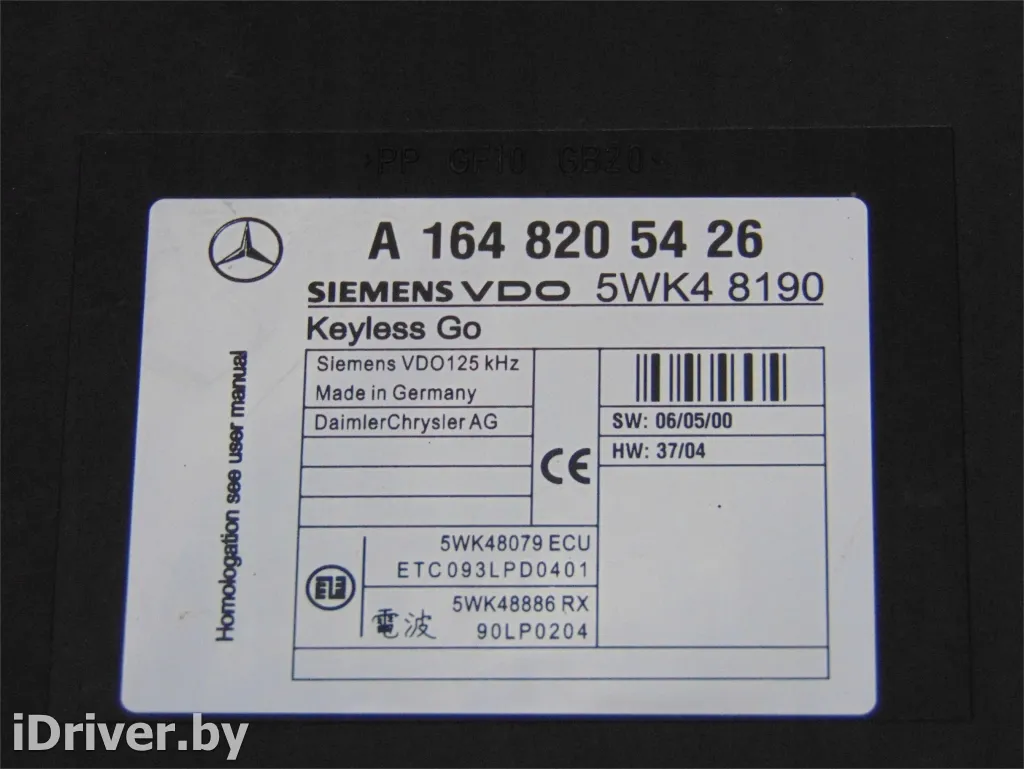 >PP GF10 GB20<
A 164 820 54 26
SIEMENS VDO 5WK4 8190
Keyless Go
Siemens VDO125 kHz
Made in Germany
DaimlerChrysler AG
SW: 06/05/00
HW: 37/04
CE
Homologation see user manual
5WK48079 ECU
ETC093LPD0401
5WK48886 RX
電波
90LP0204
iDriver.by